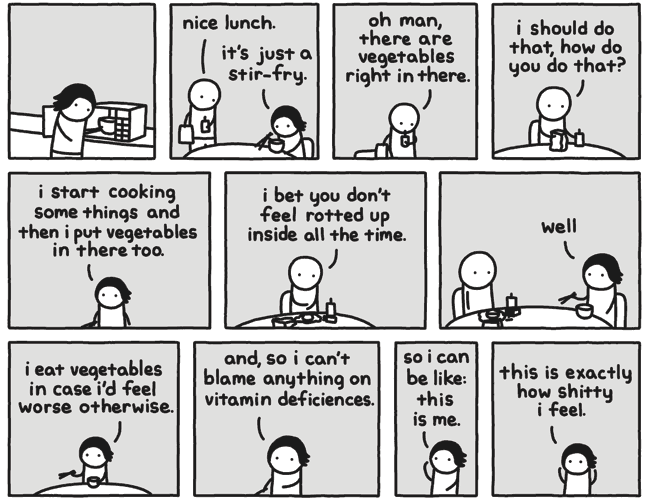 nice lunch.
it's just a
stir-fry.
oh man,
there are
vegetables
right in there.
i should do
that, how do
you do that?
i start cooking
some things and
then i put vegetables
in there too.
i bet you don't
feel rotted up
inside all the time.
well
i eat vegetables
in case i'd feel
worse otherwise.
and, so i can't
blame anything on
vitamin deficiences.
so i can
be like:
this
is me.
this is exactly
how shitty
i feel.